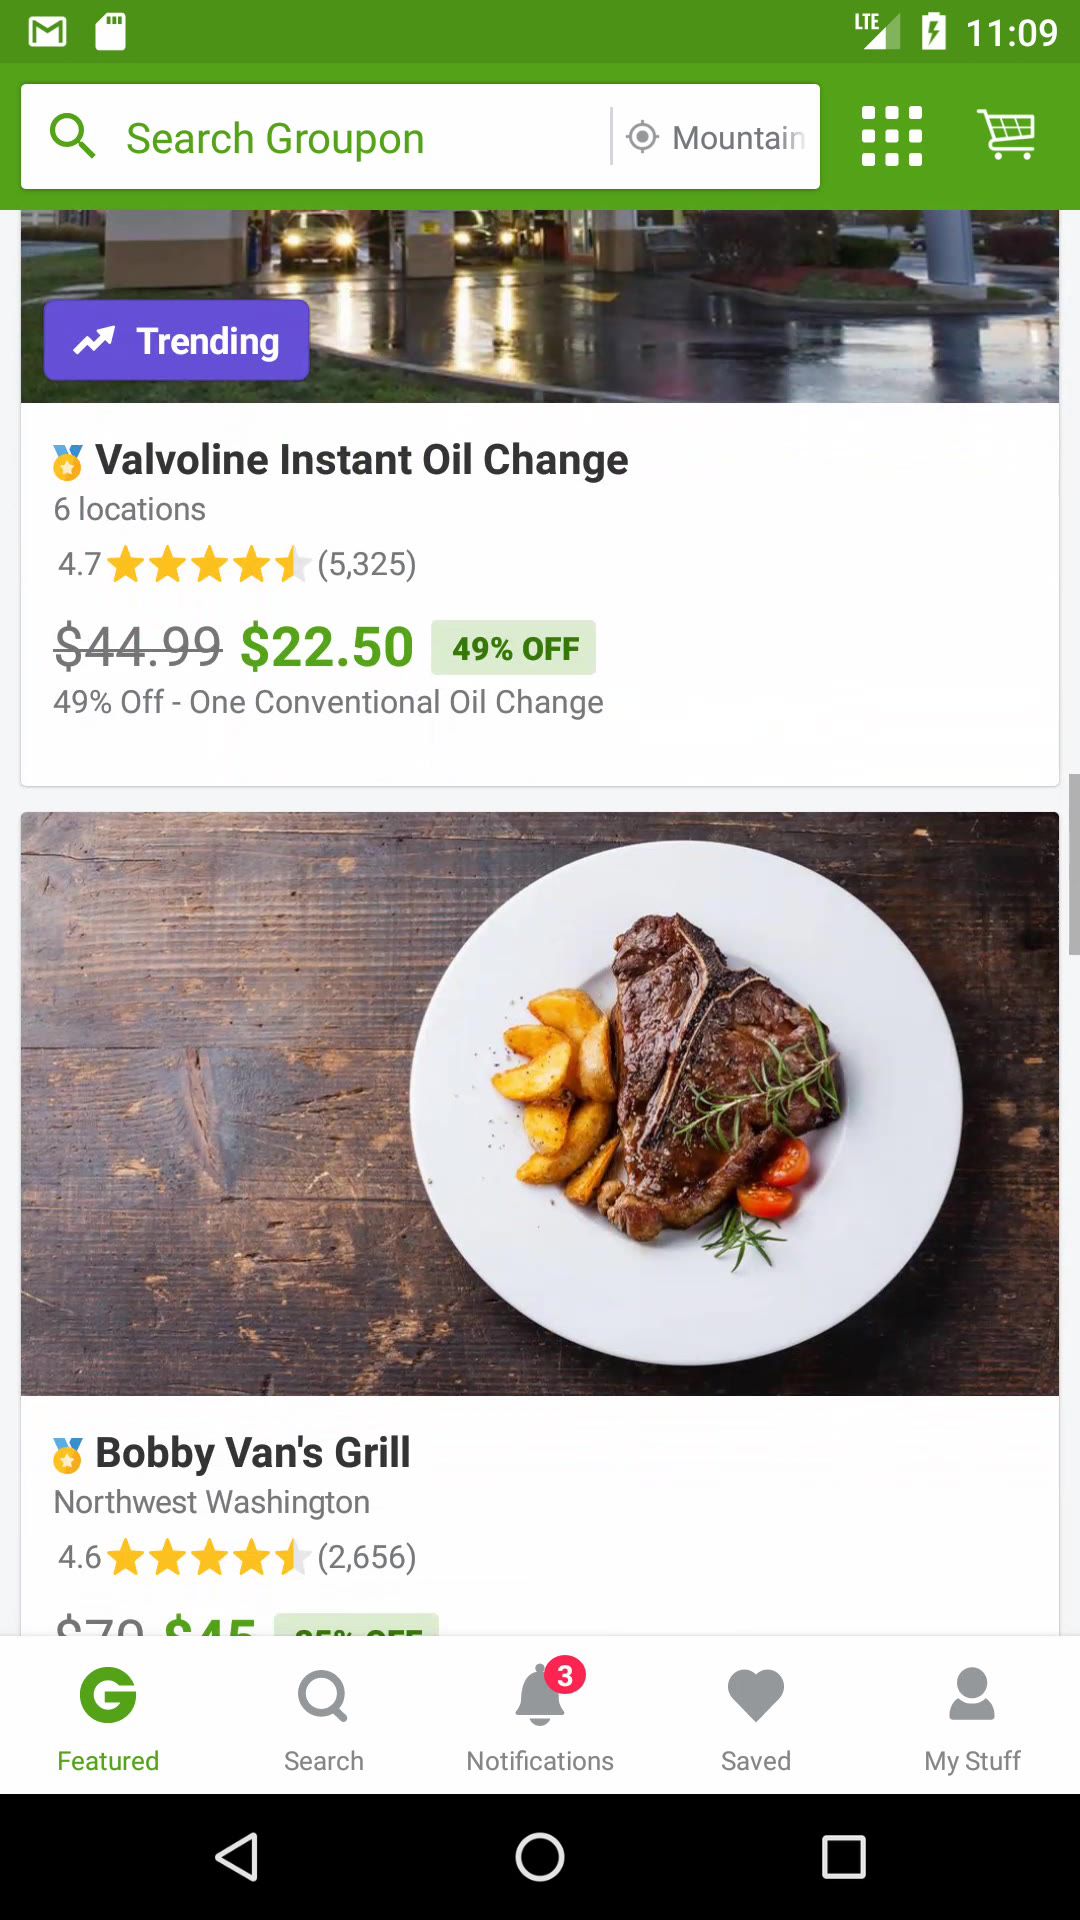 LTE 11:09
Search Groupon Mountain
Trending
Valvoline Instant Oil Change
6 locations
4.7 (5,325)
$44.99 $22.50 49% OFF
49% Off - One Conventional Oil Change
Bobby Van's Grill
Northwest Washington
4.6 (2,656)
$45
3
Featured Search Notifications Saved My Stuff